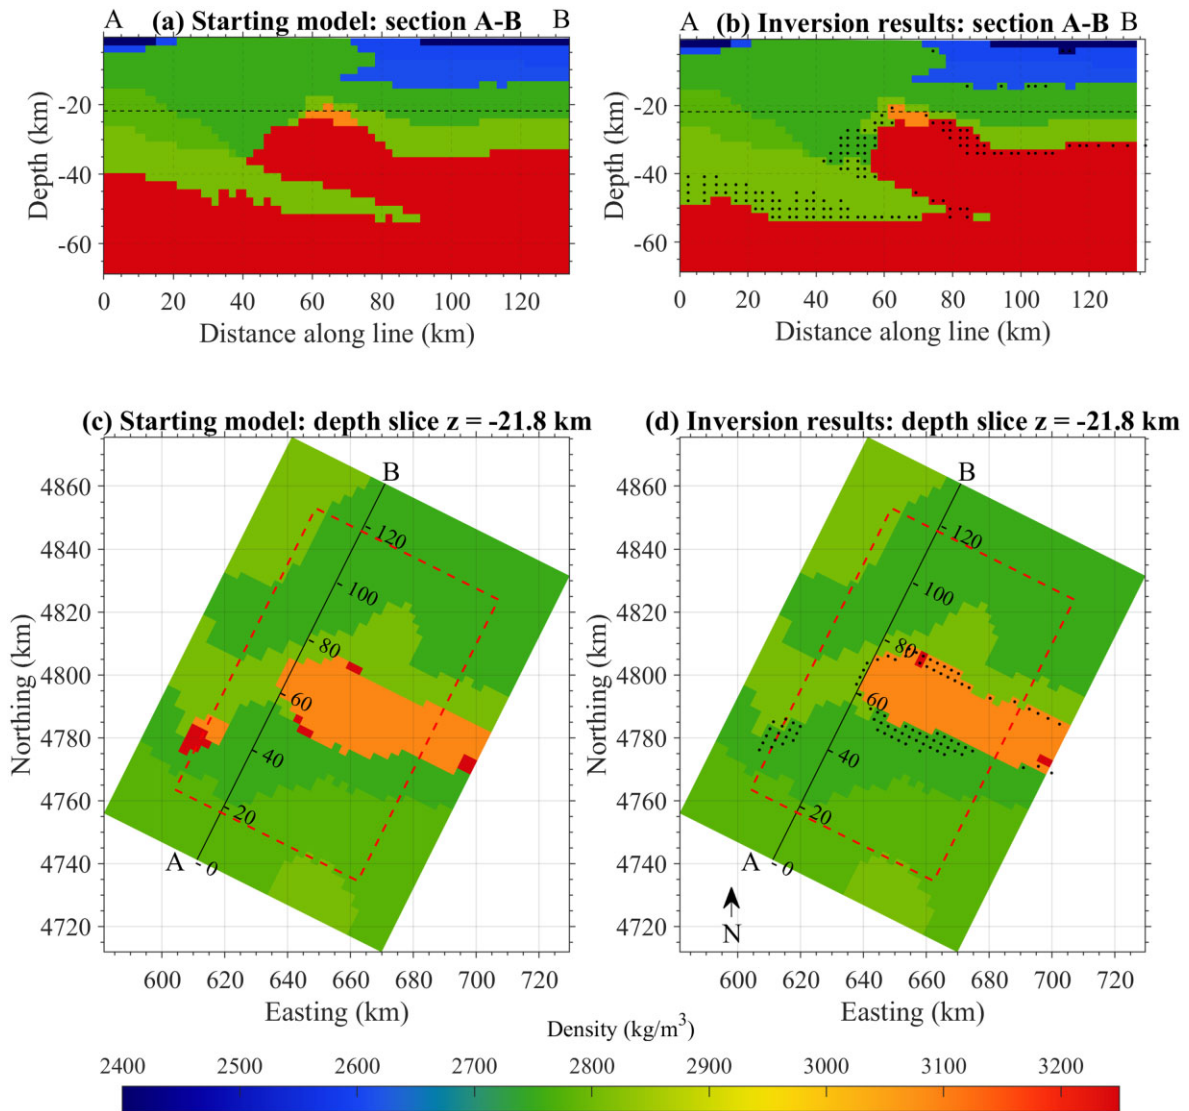 A (a) Starting model: section A-B B
A (b) Inversion results: section A-B B
-20
-40
-60
Depth (km)
0 20 40 60 80 100 120
Distance along line (km)
-20
-40
-60
Depth (km)
0 20 40 60 80 100 120
Distance along line (km)
(c) Starting model: depth slice z = -21.8 km
B
4860
4840
4820
4800
4780
4760
4740
4720
Northing (km)
120
100
80
60
40
20
0
A
600 620 640 660 680 700 720
Easting (km)
(d) Inversion results: depth slice z = -21.8 km
B
4860
4840
4820
4800
4780
4760
4740
4720
Northing (km)
120
100
80
60
40
20
0
A
N
600 620 640 660 680 700 720
Easting (km)
Density (kg/m³)
2400 2500 2600 2700 2800 2900 3000 3100 3200